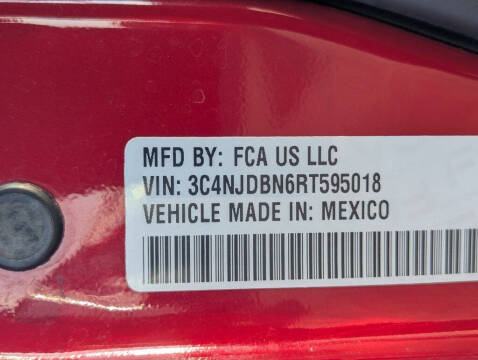 MFD BY: FCA US LLC
VIN: 3C4NJDBN6RT595018
VEHICLE MADE IN: MEXICO